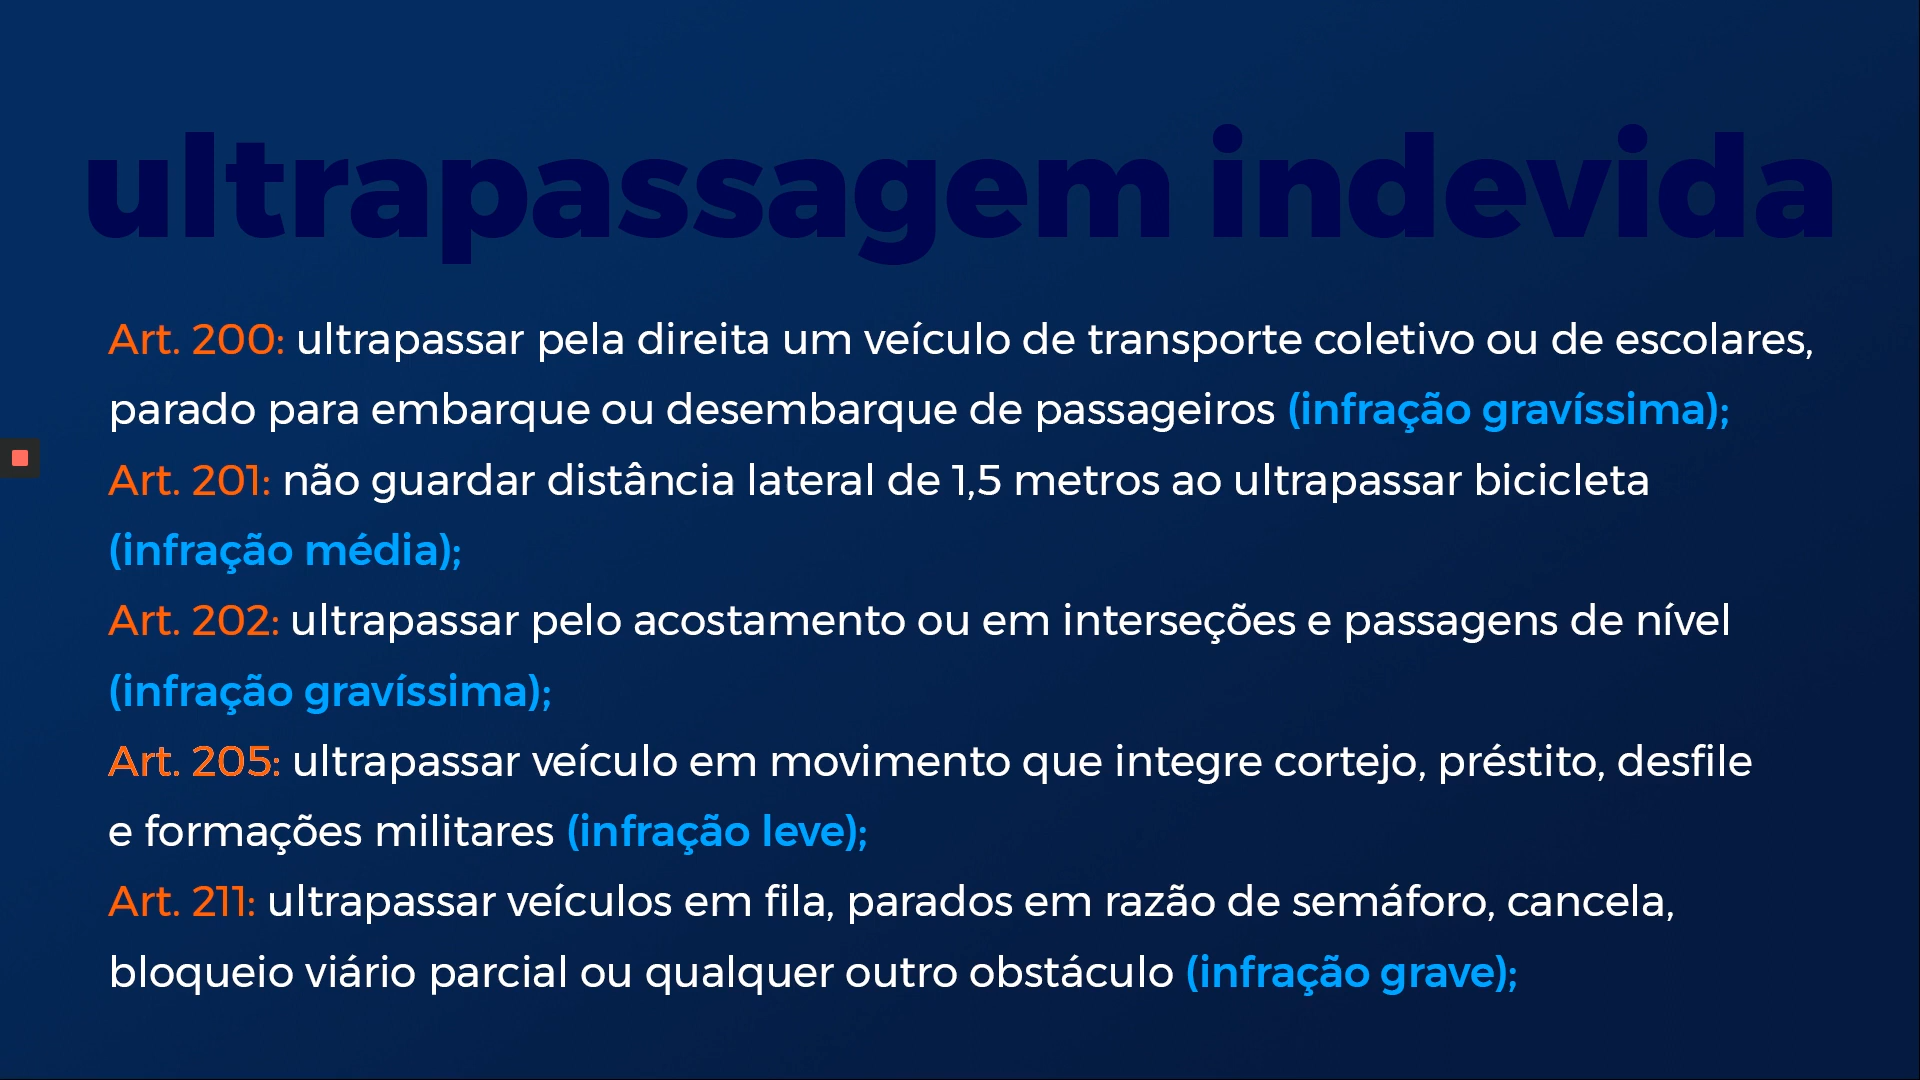 ultrapassagem indevida
Art. 200: ultrapassar pela direita um veículo de transporte coletivo ou de escolares,
parado para embarque ou desembarque de passageiros (infração gravíssima);
Art. 201: não guardar distância lateral de 1,5 metros ao ultrapassar bicicleta
(infração média);
Art. 202: ultrapassar pelo acostamento ou em interseções e passagens de nível
(infração gravíssima);
Art. 205: ultrapassar veículo em movimento que integre cortejo, préstito, desfile
e formações militares (infração leve);
Art. 211: ultrapassar veículos em fila, parados em razão de semáforo, cancela,
bloqueio viário parcial ou qualquer outro obstáculo (infração grave);